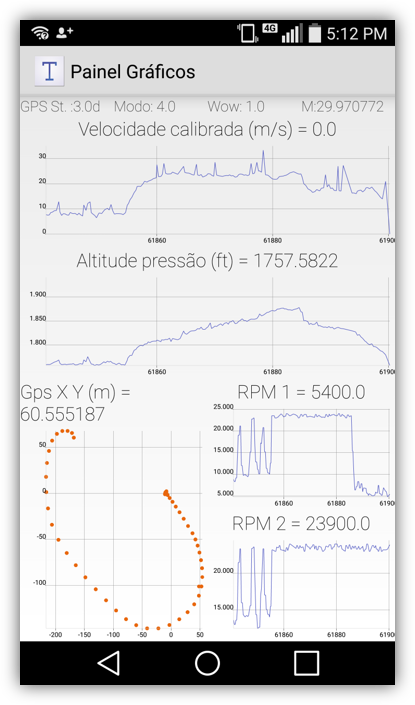 4G 5:12 PM
T Painel Gráficos
GPS St. :3.0d Modo: 4.0 Wow: 1.0 M:29.970772
Velocidade calibrada (m/s) = 0.0
30
20
10
0
61860 61880 6190
Altitude pressão (ft) = 1757.5822
1.900
1.850
1.800
61860 61880 6190
Gps X Y (m) =
60.555187
50
0
-50
-100
-200 -150 -100 -50 0 50
RPM 1 = 5400.0
25.000
20.000
15.000
10.000
5.000
61860 61880 6190
RPM 2 = 23900.0
20.000
15.000
61860 61880 6190